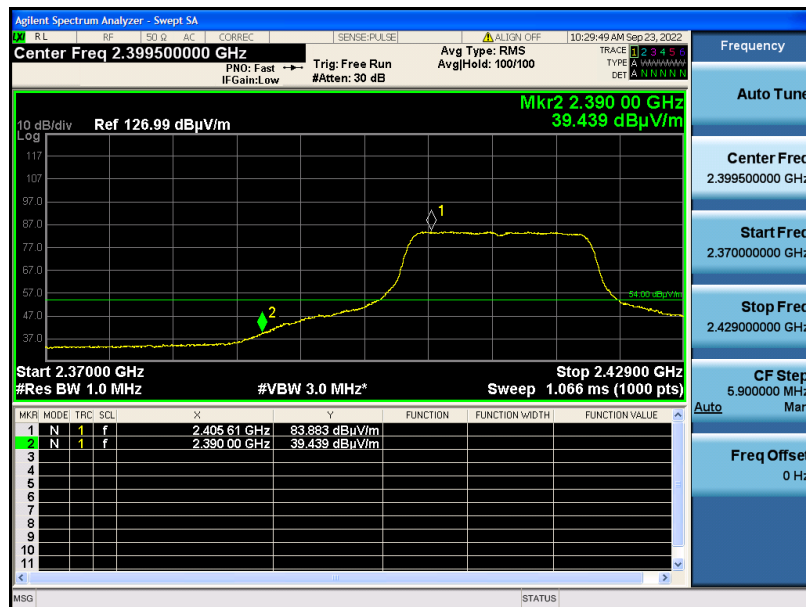 Agilent Spectrum Analyzer - Swept SA
LXI RL RF 50 Ω AC CORREC SENSE:PULSE ALIGN OFF 10:29:49 AM Sep 23, 2022
Center Freq 2.399500000 GHz
PNO: Fast
IFGain:Low
Trig: Free Run
#Atten: 30 dB
Avg Type: RMS
Avg|Hold: 100/100
TRACE 1 2 3 4 5 6
TYPE A WWWWW
DET A N N N N N
Mkr2 2.390 00 GHz
39.439 dBµV/m
10 dB/div Ref 126.99 dBµV/m
Log
117
107
97.0
87.0
77.0
67.0
57.0
47.0
37.0
1
2
54.00 dBµV/m
Start 2.37000 GHz Stop 2.42900 GHz
#Res BW 1.0 MHz #VBW 3.0 MHz* Sweep 1.066 ms (1000 pts)
MKR MODE TRC SCL X Y FUNCTION FUNCTION WIDTH FUNCTION VALUE
1 N 1 f 2.405 61 GHz 83.883 dBµV/m
2 N 1 f 2.390 00 GHz 39.439 dBµV/m
3
4
5
6
7
8
9
10
11
MSG STATUS
Frequency
Auto Tune
Center Freq
2.399500000 GHz
Start Freq
2.370000000 GHz
Stop Freq
2.429000000 GHz
CF Step
5.900000 MHz
Auto Man
Freq Offset
0 Hz